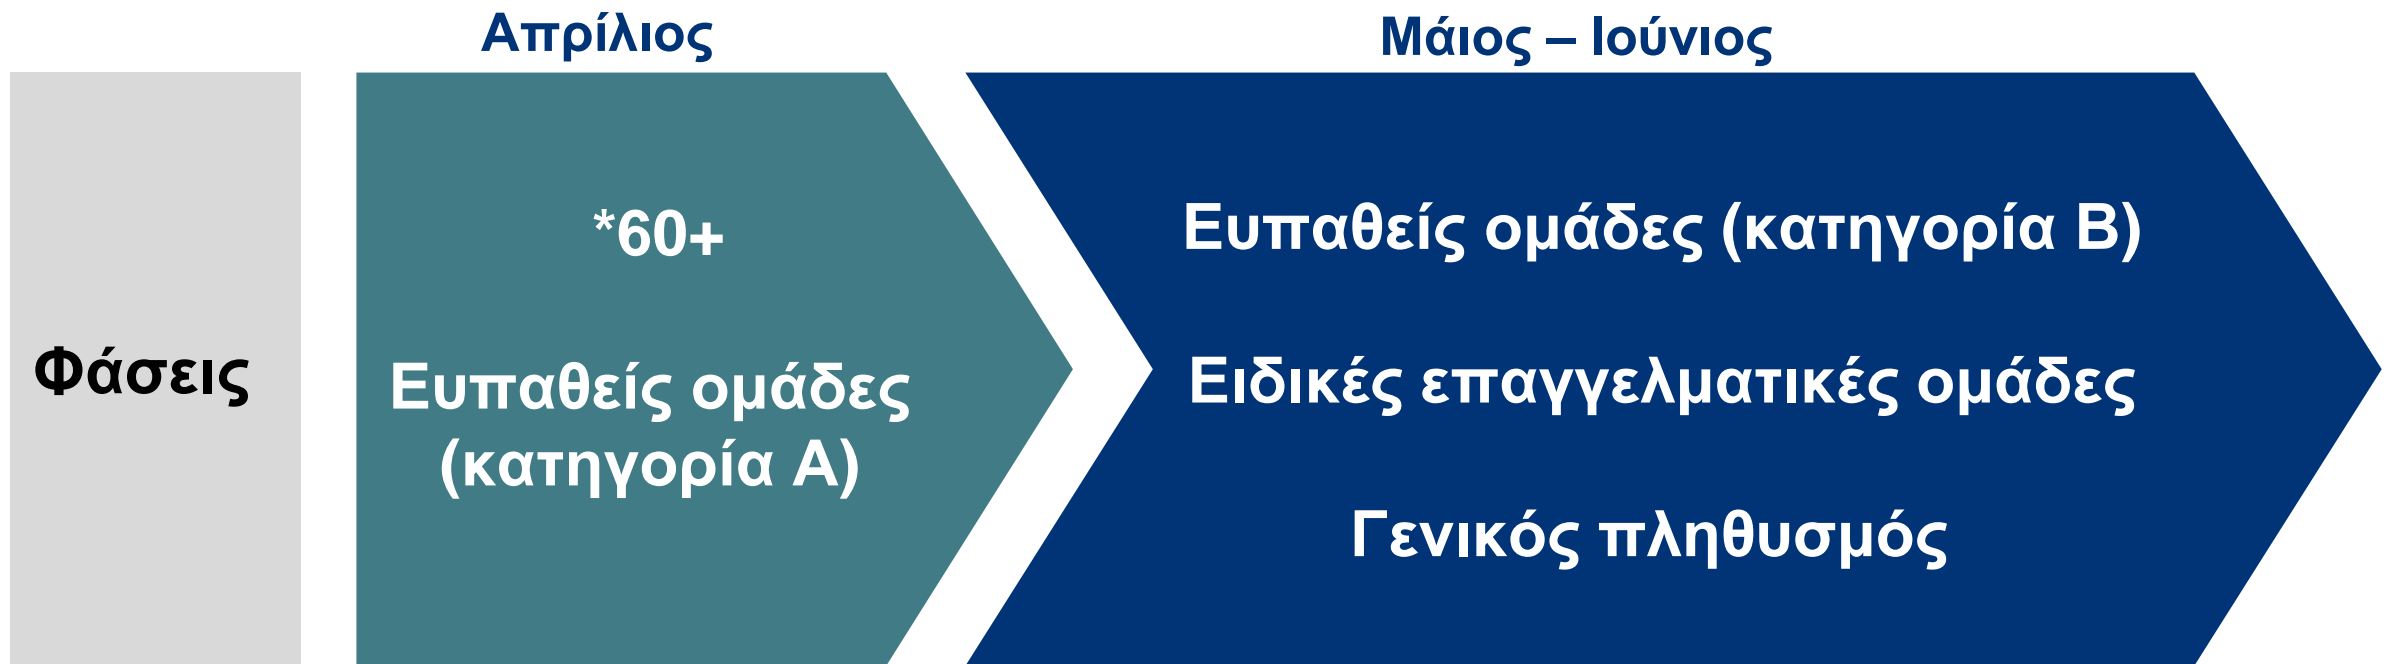 Απρίλιος
Μάιος – Ιούνιος
Φάσεις
*60+
Ευπαθείς ομάδες
(κατηγορία Α)
Ευπαθείς ομάδες (κατηγορία Β)
Ειδικές επαγγελματικές ομάδες
Γενικός πληθυσμός